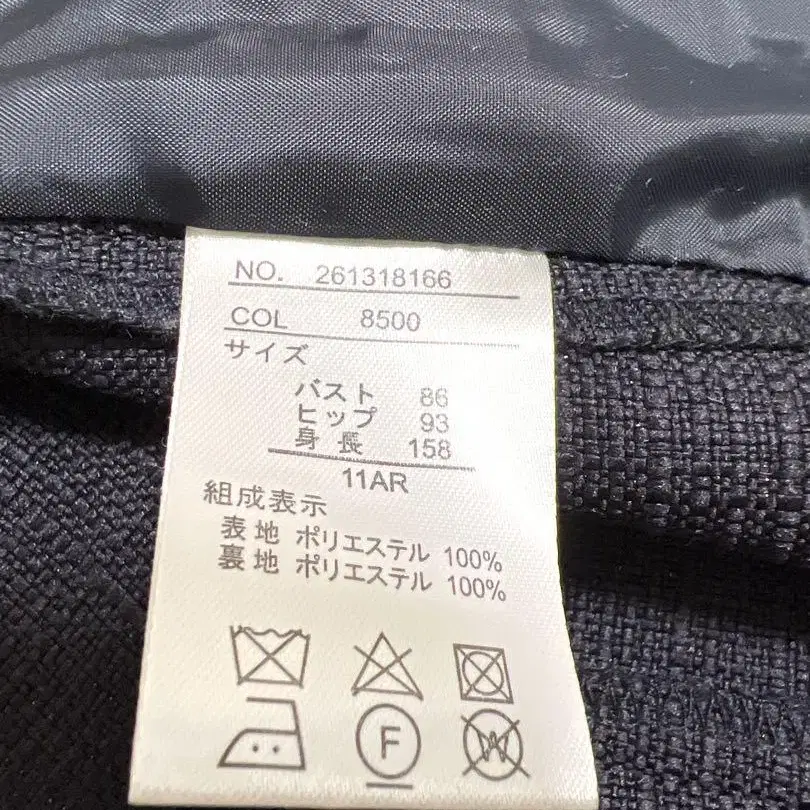 NO. 261318166
COL 8500
サイズ
バスト 86
ヒップ 93
身長 158
11AR
組成表示
表地 ポリエステル 100%
裏地 ポリエステル 100%
F W